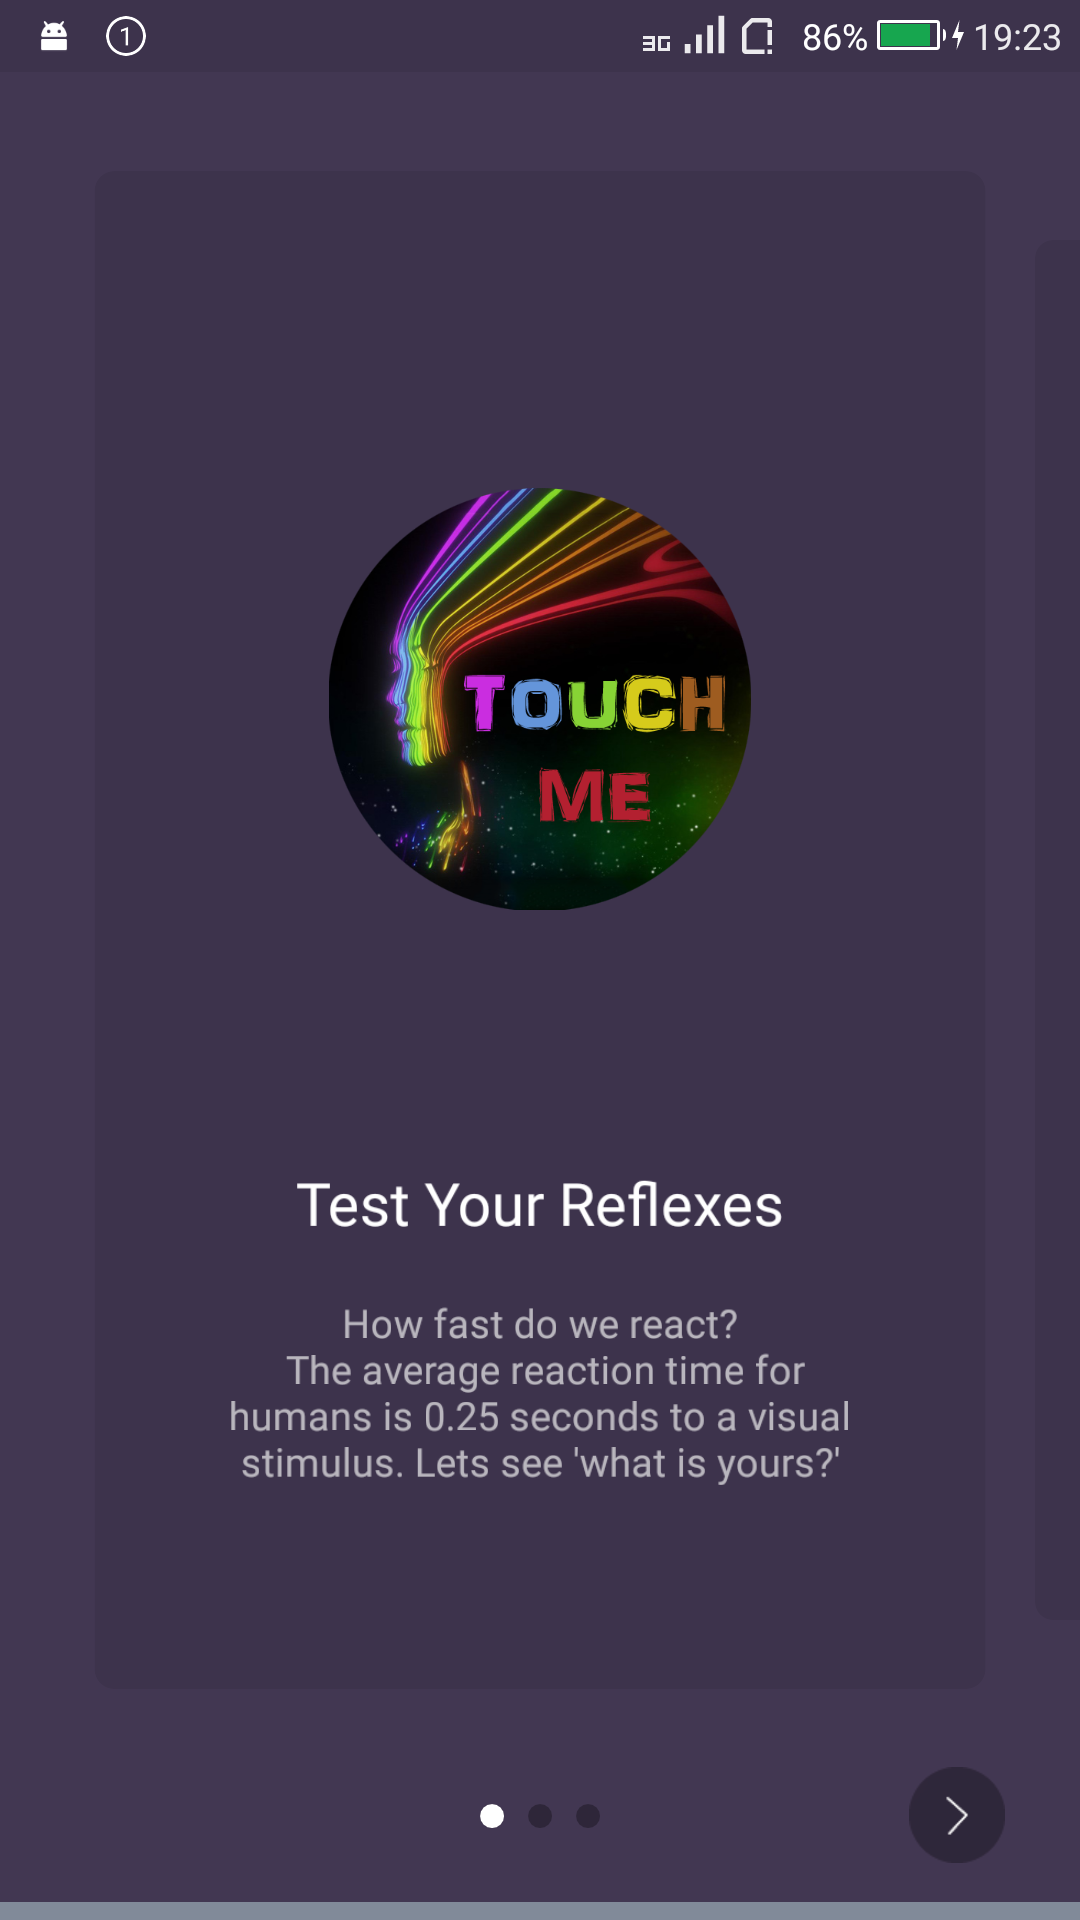 1 3G 86% 19:23
TOUCH
ME
Test Your Reflexes
How fast do we react?
The average reaction time for
humans is 0.25 seconds to a visual
stimulus. Lets see 'what is yours?'